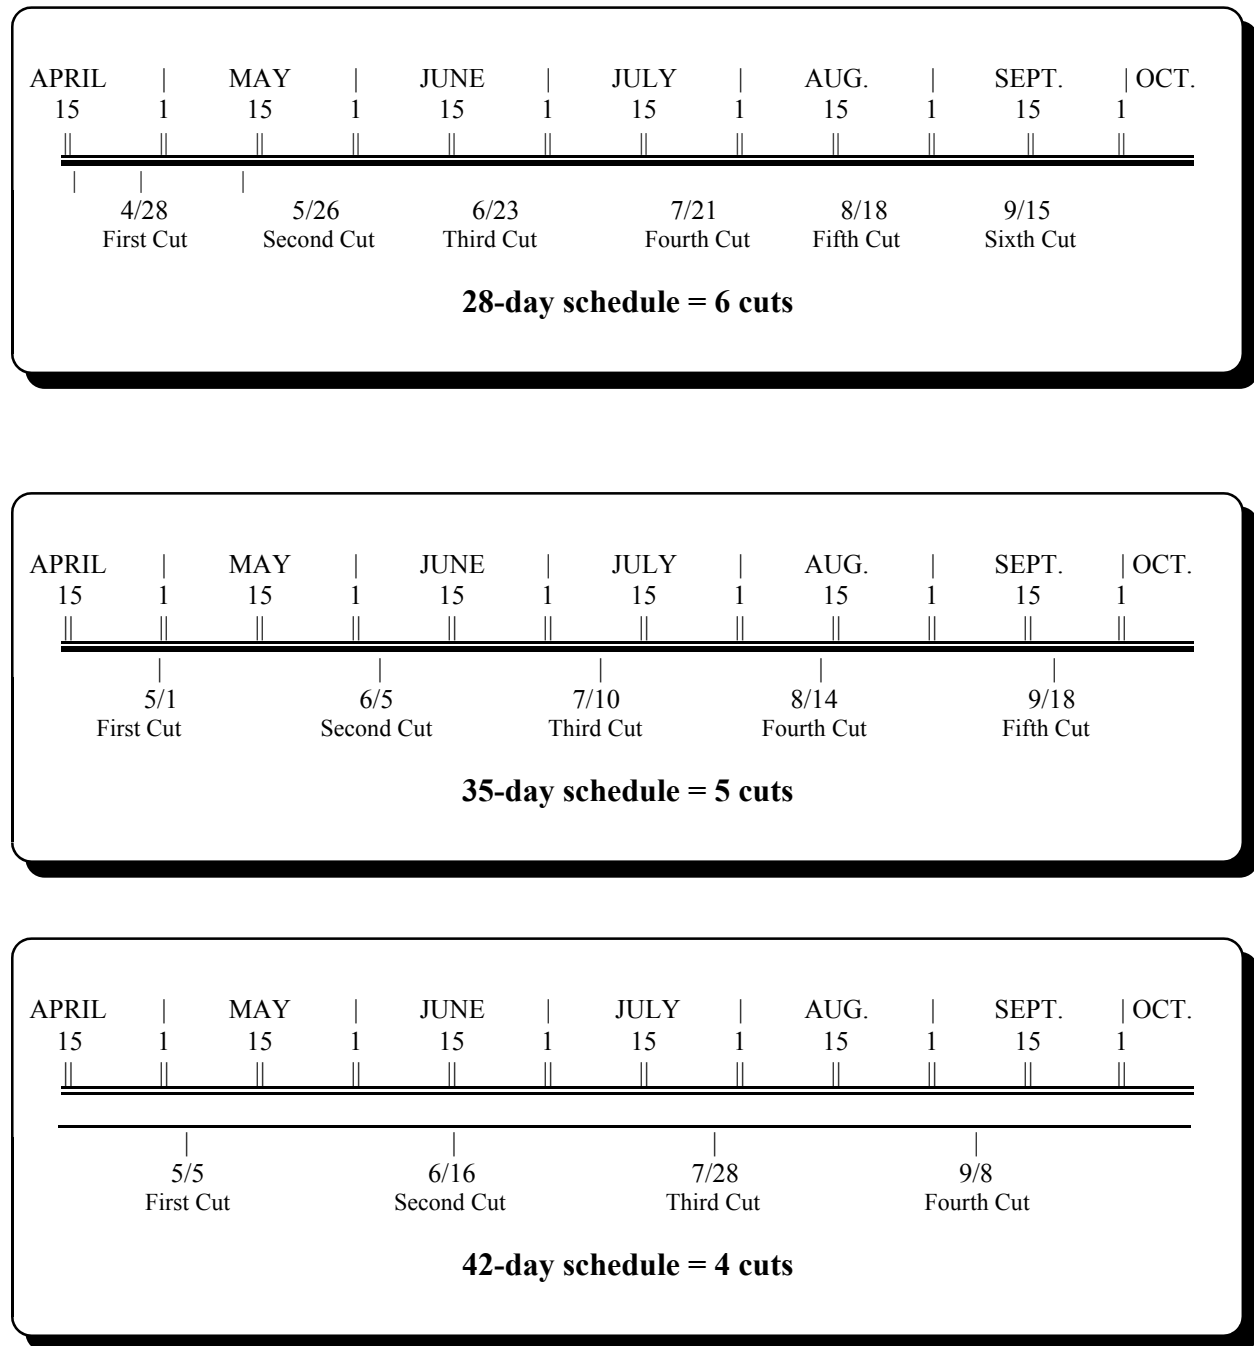 APRIL | MAY | JUNE | JULY | AUG. | SEPT. | OCT.
15 1 15 1 15 1 15 1 15 1 15 1
4/28 5/26 6/23 7/21 8/18 9/15
First Cut Second Cut Third Cut Fourth Cut Fifth Cut Sixth Cut
28-day schedule = 6 cuts
APRIL | MAY | JUNE | JULY | AUG. | SEPT. | OCT.
15 1 15 1 15 1 15 1 15 1 15 1
5/1 6/5 7/10 8/14 9/18
First Cut Second Cut Third Cut Fourth Cut Fifth Cut
35-day schedule = 5 cuts
APRIL | MAY | JUNE | JULY | AUG. | SEPT. | OCT.
15 1 15 1 15 1 15 1 15 1 15 1
5/5 6/16 7/28 9/8
First Cut Second Cut Third Cut Fourth Cut
42-day schedule = 4 cuts